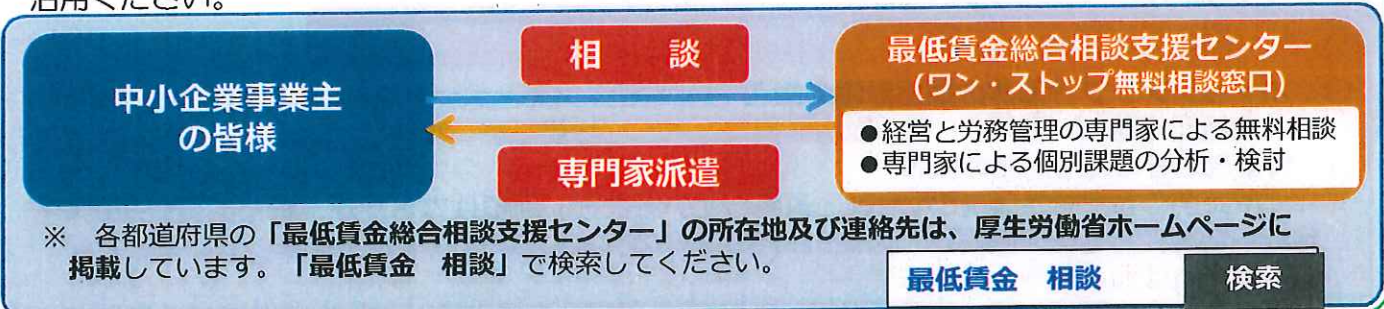 活用ください。
相　　談
最低賃金総合相談支援センター
(ワン・ストップ無料相談窓口)
中小企業事業主
の皆様
●経営と労務管理の専門家による無料相談
●専門家による個別課題の分析・検討
専門家派遣
※　各都道府県の「最低賃金総合相談支援センター」の所在地及び連絡先は、厚生労働省ホームページに
掲載しています。「最低賃金　相談」で検索してください。
最低賃金　相談　検索